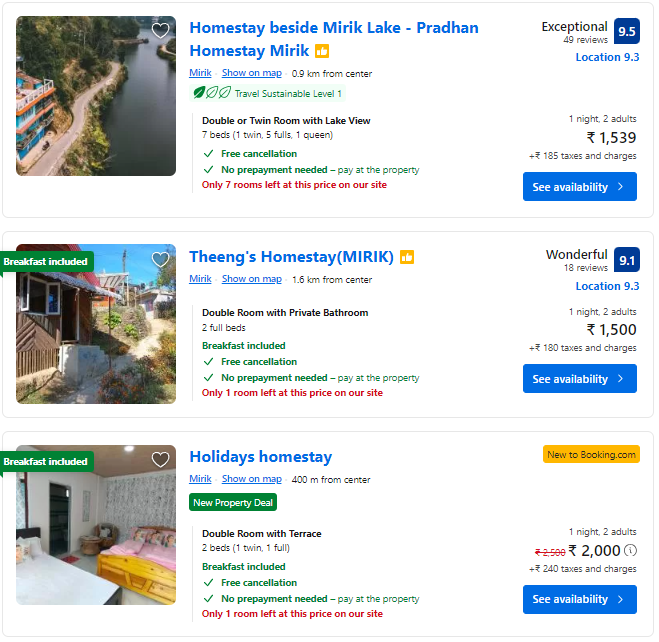 Homestay beside Mirik Lake - Pradhan
Homestay Mirik
Exceptional
49 reviews
9.5
Location 9.3
Mirik · Show on map · 0.9 km from center
Travel Sustainable Level 1
Double or Twin Room with Lake View
7 beds (1 twin, 5 fulls, 1 queen)
Free cancellation
No prepayment needed – pay at the property
Only 7 rooms left at this price on our site
1 night, 2 adults
₹ 1,539
+₹ 185 taxes and charges
See availability
Breakfast included
Theeng's Homestay(MIRIK)
Wonderful
18 reviews
9.1
Location 9.3
Mirik · Show on map · 1.6 km from center
Double Room with Private Bathroom
2 full beds
Breakfast included
Free cancellation
No prepayment needed – pay at the property
Only 1 room left at this price on our site
1 night, 2 adults
₹ 1,500
+₹ 180 taxes and charges
See availability
Breakfast included
Holidays homestay
New to Booking.com
Mirik · Show on map · 400 m from center
New Property Deal
Double Room with Terrace
2 beds (1 twin, 1 full)
Breakfast included
Free cancellation
No prepayment needed – pay at the property
Only 1 room left at this price on our site
1 night, 2 adults
₹ 2,500 ₹ 2,000
+₹ 240 taxes and charges
See availability